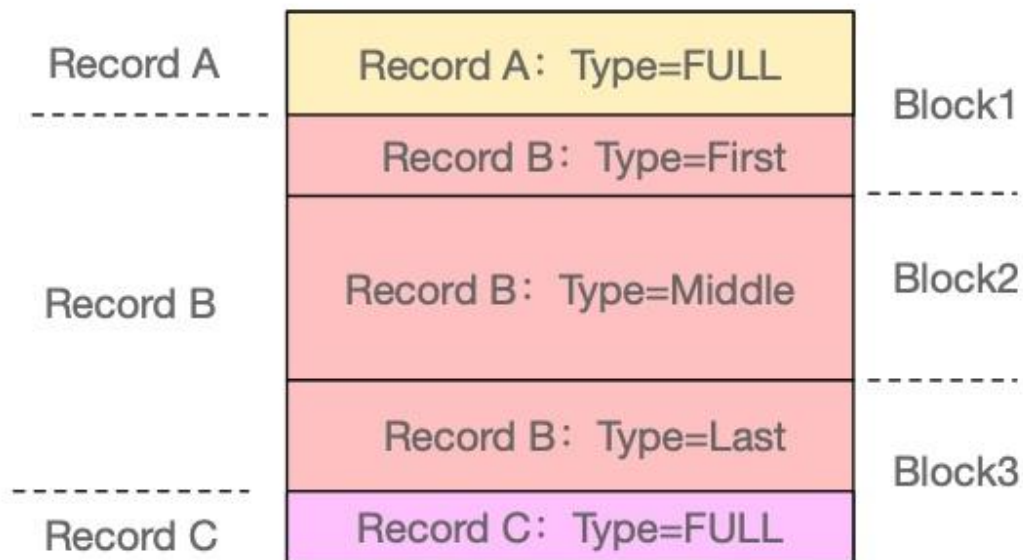 Record A
Record A： Type=FULL
Block1
Record B： Type=First
Record B
Record B： Type=Middle
Block2
Record B： Type=Last
Block3
Record C
Record C： Type=FULL